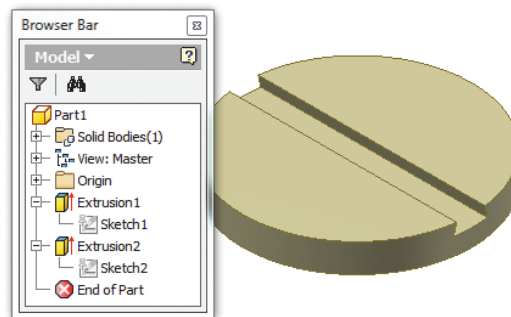 Browser Bar
Model
Part1
Solid Bodies(1)
View: Master
Origin
Extrusion1
Sketch1
Extrusion2
Sketch2
End of Part